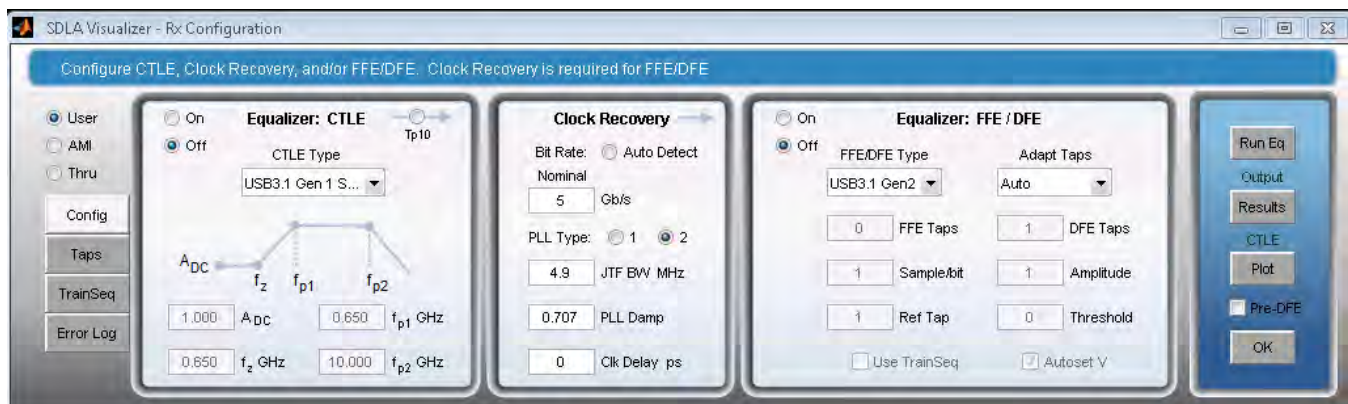 SDLA Visualizer - Rx Configuration
Configure CTLE, Clock Recovery, and/or FFE/DFE. Clock Recovery is required for FFE/DFE
User
AMI
Thru
Config
Taps
TrainSeq
Error Log
On
Off
Equalizer: CTLE
Tp10
CTLE Type
USB3.1 Gen 1 S...
ADC
fz
fp1
fp2
1.000 ADC
0.650 fp1 GHz
0.650 fz GHz
10.000 fp2 GHz
Clock Recovery
Bit Rate: Auto Detect
Nominal
5 Gb/s
PLL Type: 1 2
4.9 JTF BW MHz
0.707 PLL Damp
0 Clk Delay ps
On
Off
Equalizer: FFE / DFE
FFE/DFE Type
Adapt Taps
USB3.1 Gen2
Auto
0 FFE Taps
1 DFE Taps
1 Sample/bit
1 Amplitude
1 Ref Tap
0 Threshold
Use TrainSeq
Autoset V
Run Eq
Output
Results
CTLE
Plot
Pre-DFE
OK